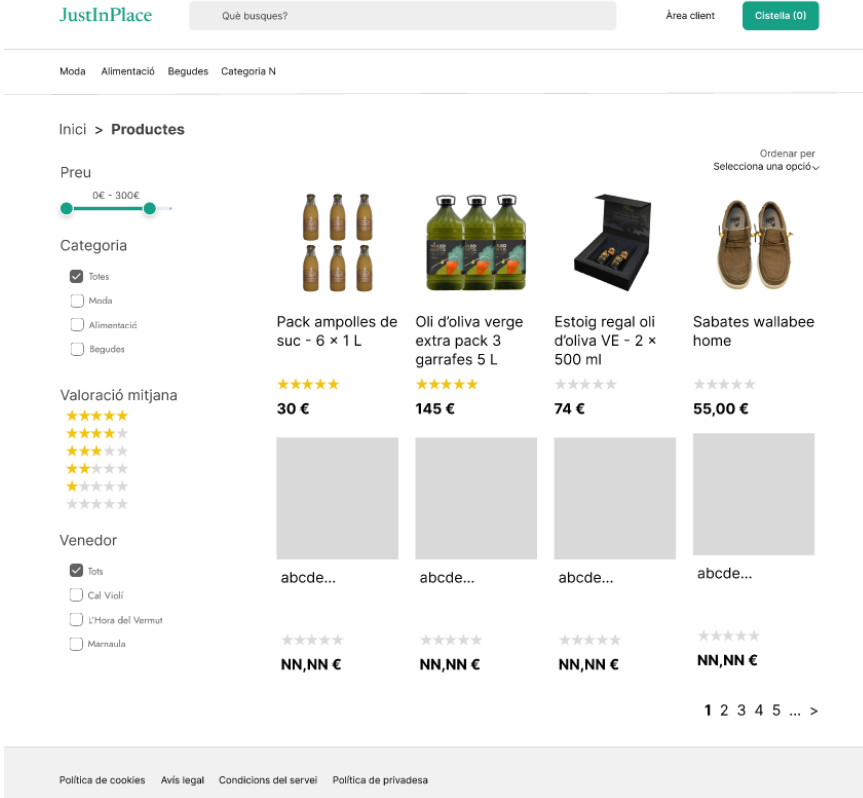 JustInPlace
Què busques?
Àrea client
Cistella (0)
Moda Alimentació Begudes Categoria N
Inici > Productes
Ordenar per
Selecciona una opció
Preu
0€ - 300€
Categoria
Totes
Moda
Alimentació
Begudes
Valoració mitjana
Venedor
Tots
Cal Violí
L'Hora del Vermut
Marnaula
Pack ampolles de
suc - 6 × 1 L
30 €
Oli d'oliva verge
extra pack 3
garrafes 5 L
145 €
Estoig regal oli
d'oliva VE - 2 ×
500 ml
74 €
Sabates wallabee
home
55,00 €
abcde...
NN,NN €
abcde...
NN,NN €
abcde...
NN,NN €
abcde...
NN,NN €
1 2 3 4 5 ... >
Política de cookies Avís legal Condicions del servei Política de privadesa